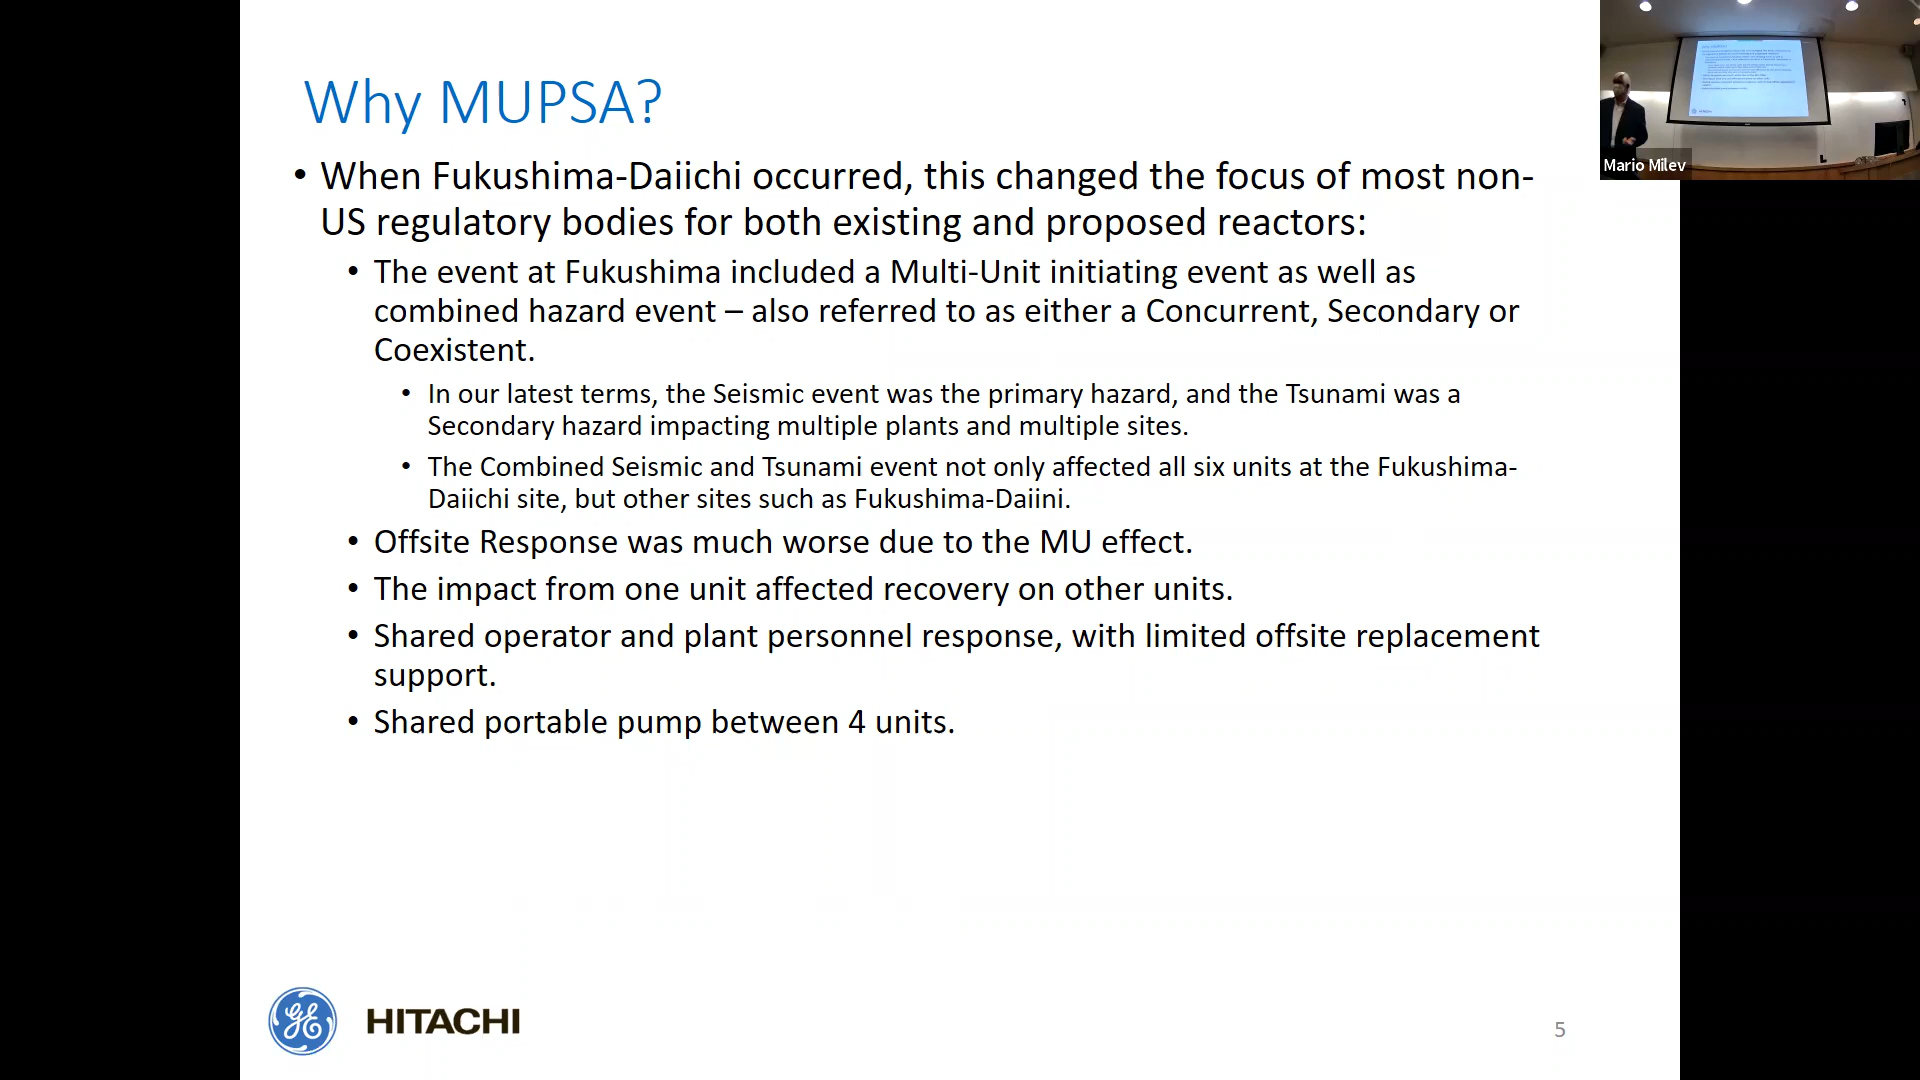 Why MUPSA?
• When Fukushima-Daiichi occurred, this changed the focus of most non-
US regulatory bodies for both existing and proposed reactors:
• The event at Fukushima included a Multi-Unit initiating event as well as
combined hazard event – also referred to as either a Concurrent, Secondary or
Coexistent.
• In our latest terms, the Seismic event was the primary hazard, and the Tsunami was a
Secondary hazard impacting multiple plants and multiple sites.
• The Combined Seismic and Tsunami event not only affected all six units at the Fukushima-
Daiichi site, but other sites such as Fukushima-Daiini.
• Offsite Response was much worse due to the MU effect.
• The impact from one unit affected recovery on other units.
• Shared operator and plant personnel response, with limited offsite replacement
support.
• Shared portable pump between 4 units.
GE
HITACHI
5
Mario Milev